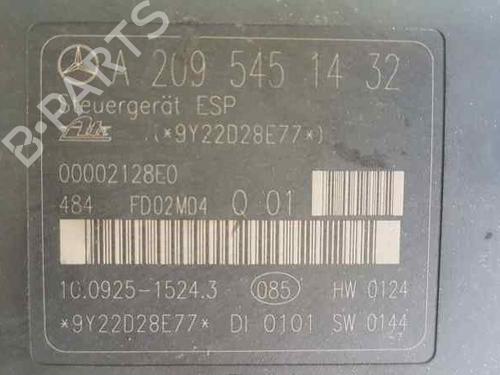 A 209 545 14 32
Steuergerät ESP
Ate (*9Y22D28E77*)
00002128E0
484 FD02M04 Q 01
10.0925-1524.3 085 HW 0124
*9Y22D28E77* DI 0101 SW 0144
B-PARTS